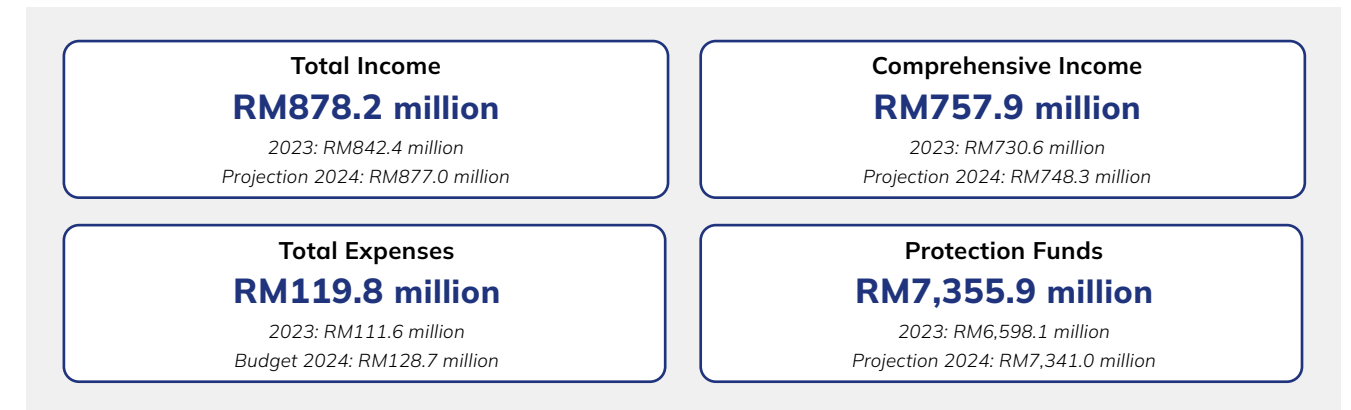 Total Income
RM878.2 million
2023: RM842.4 million
Projection 2024: RM877.0 million
Comprehensive Income
RM757.9 million
2023: RM730.6 million
Projection 2024: RM748.3 million
Total Expenses
RM119.8 million
2023: RM111.6 million
Budget 2024: RM128.7 million
Protection Funds
RM7,355.9 million
2023: RM6,598.1 million
Projection 2024: RM7,341.0 million